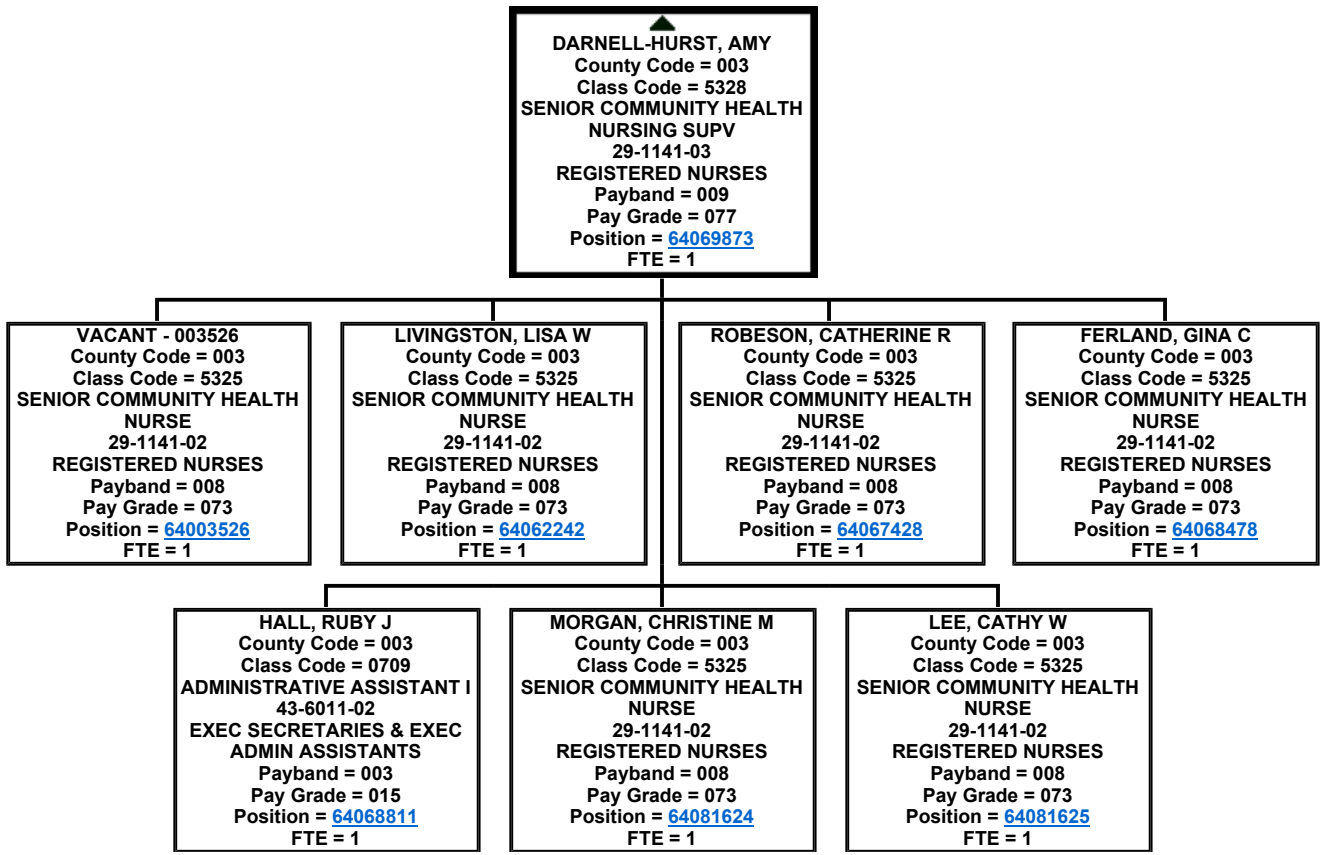 DARNELL-HURST, AMY
County Code = 003
Class Code = 5328
SENIOR COMMUNITY HEALTH
NURSING SUPV
29-1141-03
REGISTERED NURSES
Payband = 009
Pay Grade = 077
Position = 64069873
FTE = 1
VACANT - 003526
County Code = 003
Class Code = 5325
SENIOR COMMUNITY HEALTH
NURSE
29-1141-02
REGISTERED NURSES
Payband = 008
Pay Grade = 073
Position = 64003526
FTE = 1
LIVINGSTON, LISA W
County Code = 003
Class Code = 5325
SENIOR COMMUNITY HEALTH
NURSE
29-1141-02
REGISTERED NURSES
Payband = 008
Pay Grade = 073
Position = 64062242
FTE = 1
ROBESON, CATHERINE R
County Code = 003
Class Code = 5325
SENIOR COMMUNITY HEALTH
NURSE
29-1141-02
REGISTERED NURSES
Payband = 008
Pay Grade = 073
Position = 64067428
FTE = 1
FERLAND, GINA C
County Code = 003
Class Code = 5325
SENIOR COMMUNITY HEALTH
NURSE
29-1141-02
REGISTERED NURSES
Payband = 008
Pay Grade = 073
Position = 64068478
FTE = 1
HALL, RUBY J
County Code = 003
Class Code = 0709
ADMINISTRATIVE ASSISTANT I
43-6011-02
EXEC SECRETARIES & EXEC
ADMIN ASSISTANTS
Payband = 003
Pay Grade = 015
Position = 64068811
FTE = 1
MORGAN, CHRISTINE M
County Code = 003
Class Code = 5325
SENIOR COMMUNITY HEALTH
NURSE
29-1141-02
REGISTERED NURSES
Payband = 008
Pay Grade = 073
Position = 64081624
FTE = 1
LEE, CATHY W
County Code = 003
Class Code = 5325
SENIOR COMMUNITY HEALTH
NURSE
29-1141-02
REGISTERED NURSES
Payband = 008
Pay Grade = 073
Position = 64081625
FTE = 1